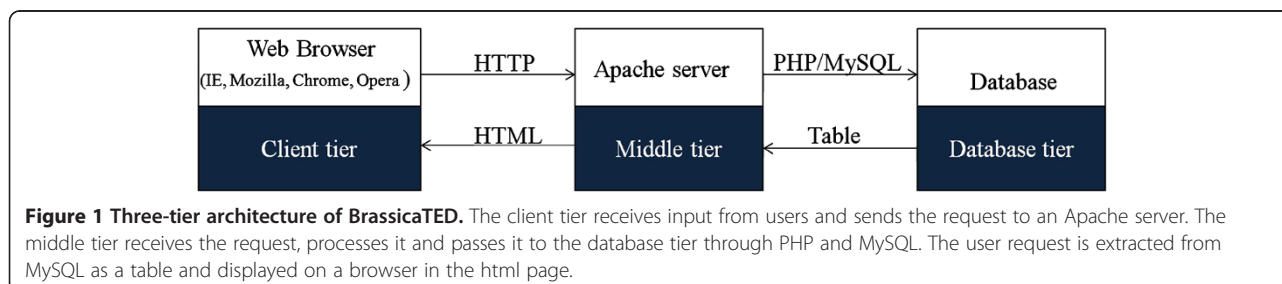 Web Browser
(IE, Mozilla, Chrome, Opera )
HTTP
Apache server
PHP/MySQL
Database
Client tier
HTML
Middle tier
Table
Database tier
Figure 1 Three-tier architecture of BrassicaTED. The client tier receives input from users and sends the request to an Apache server. The
middle tier receives the request, processes it and passes it to the database tier through PHP and MySQL. The user request is extracted from
MySQL as a table and displayed on a browser in the html page.